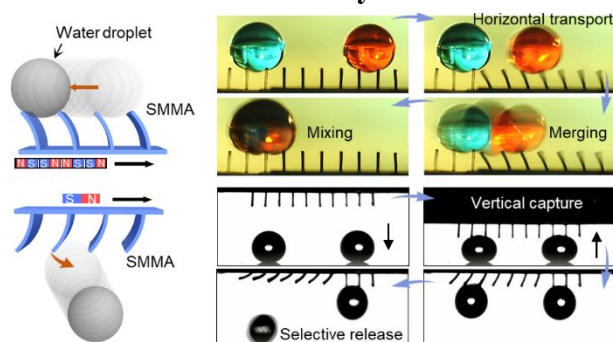 Water droplet
SMMA
N S S N N S S N
S N
SMMA
Horizontal transport
Mixing
Merging
Vertical capture
Selective release